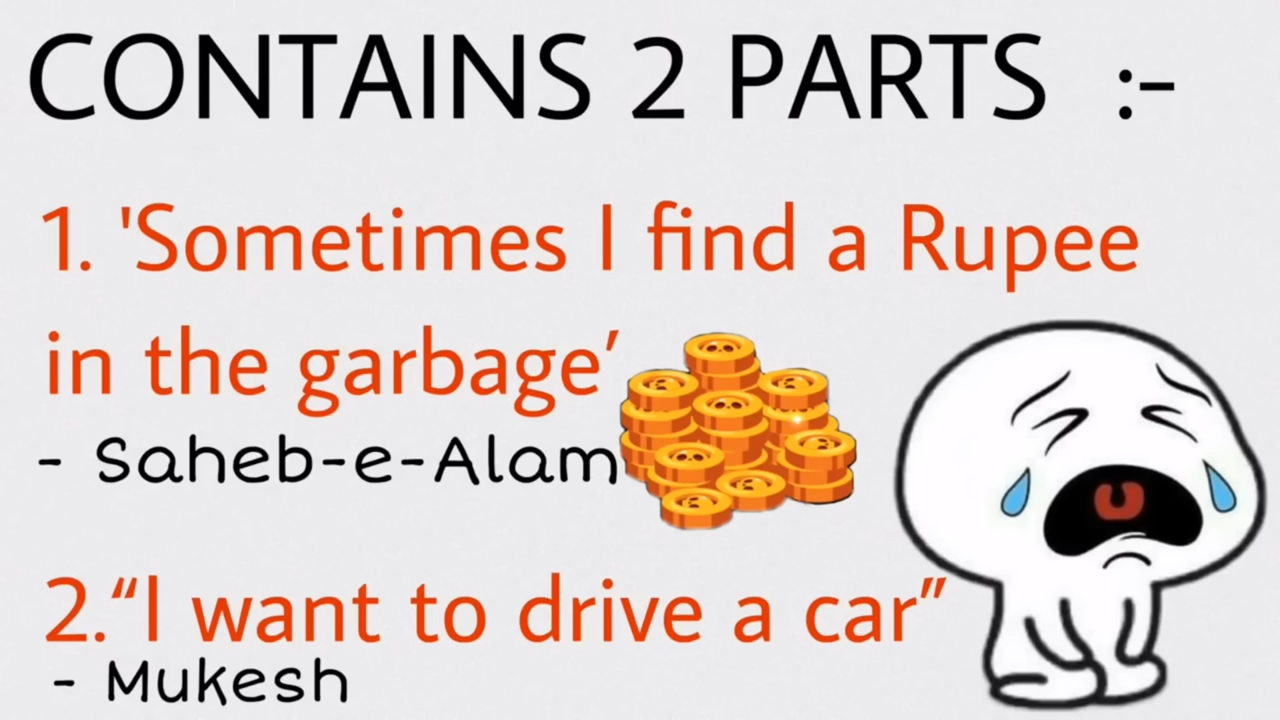 CONTAINS 2 PARTS :-
1. 'Sometimes I find a Rupee
in the garbage’
- Saheb-e-Alam
2.“I want to drive a car”
- Mukesh